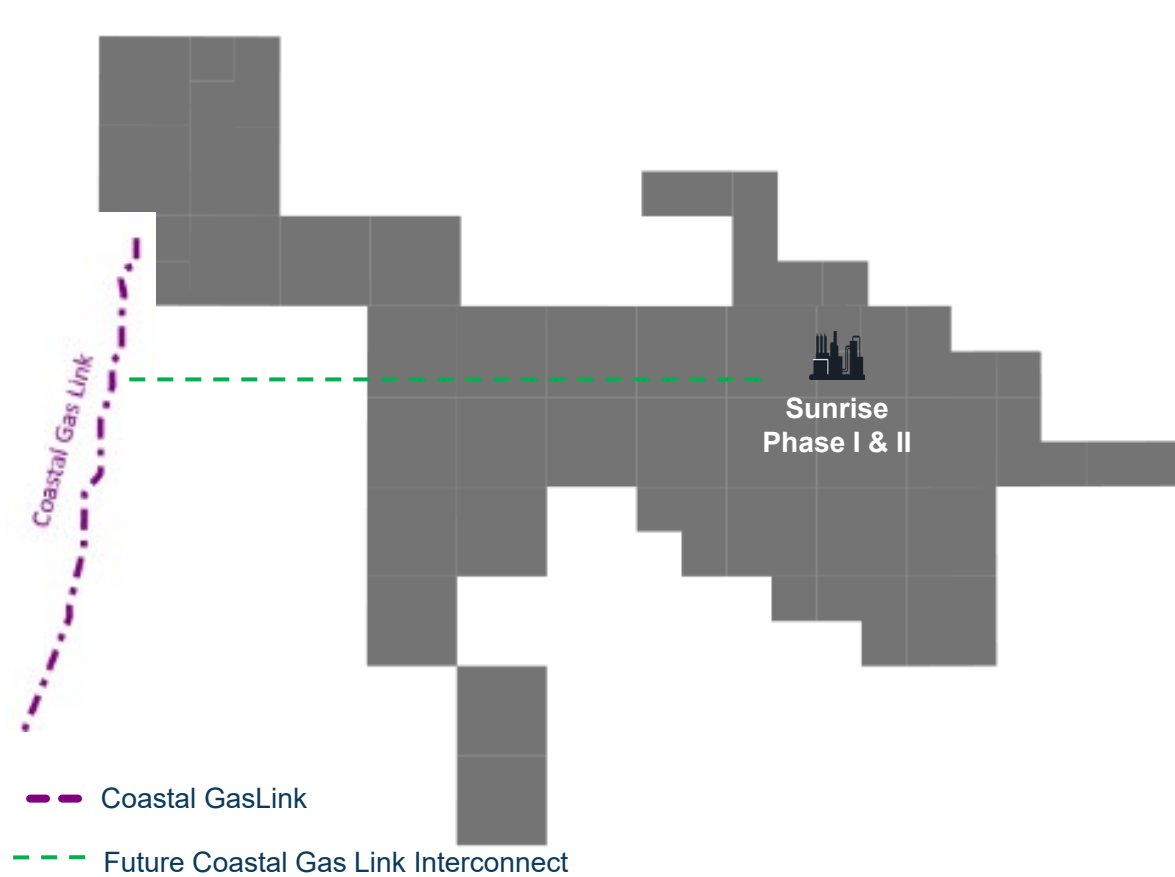 Coastal Gas Link
Sunrise
Phase I & II
Coastal GasLink
Future Coastal Gas Link Interconnect